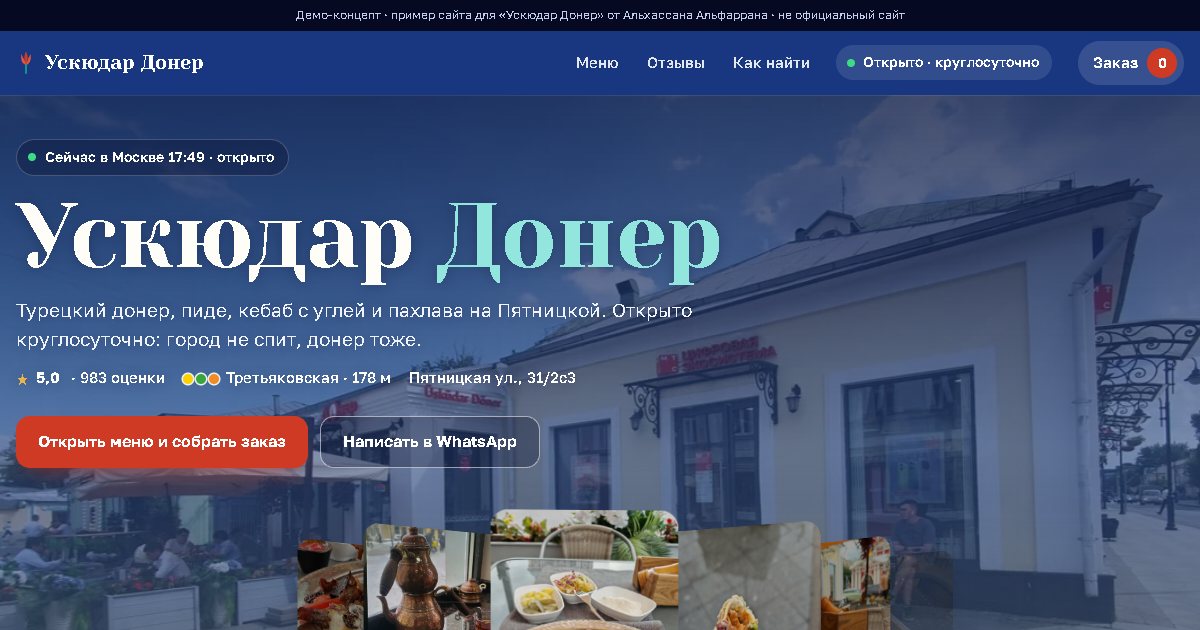 Демо-концепт · пример сайта для «Ускюдар Донер» от Альхассана Альфаррана · не официальный сайт
Ускюдар Донер
Меню
Отзывы
Как найти
Открыто · круглосуточно
Заказ 0
Сейчас в Москве 17:49 · открыто
Ускюдар Донер
Турецкий донер, пиде, кебаб с углей и пахлава на Пятницкой. Открыто
круглосуточно: город не спит, донер тоже.
5,0 · 983 оценки Третьяковская · 178 м Пятницкая ул., 31/2с3
Üsküdar Döner
Открыть меню и собрать заказ
Написать в WhatsApp